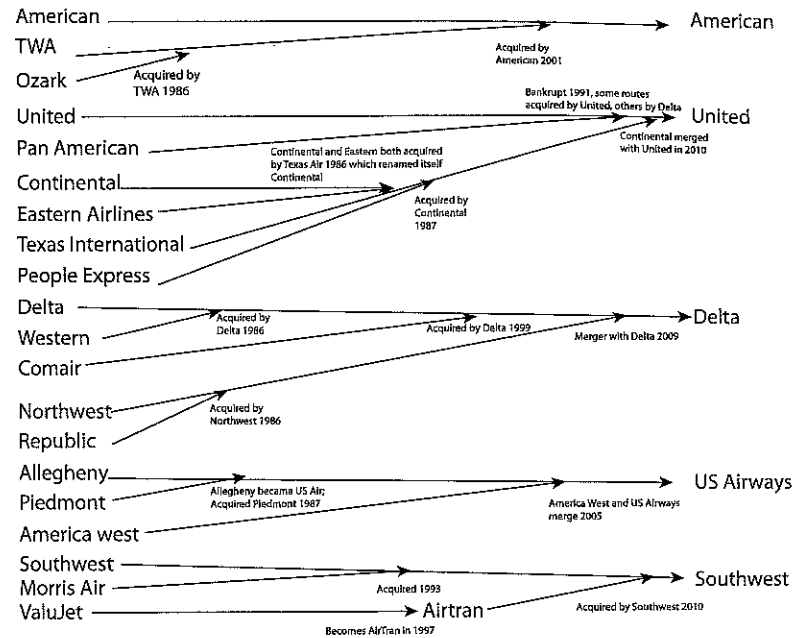 American
American
TWA
Acquired by
American 2001
Ozark
Acquired by
TWA 1986
Bankrupt 1991, some routes
acquired by United, others by Delta
United
United
Pan American
Continental merged
with United in 2010
Continental and Eastern both acquired
by Texas Air 1986 which renamed itself
Continental
Continental
Eastern Airlines
Acquired by
Continental
1987
Texas International
People Express
Delta
Delta
Western
Acquired by
Delta 1986
Acquired by Delta 1999
Merger with Delta 2009
Comair
Northwest
Acquired by
Northwest 1986
Republic
Allegheny
US Airways
Piedmont
Allegheny became US Air;
Acquired Piedmont 1987
America West and US Airways
merge 2005
America west
Southwest
Southwest
Morris Air
Acquired 1993
ValuJet
Airtran
Acquired by Southwest 2010
Becomes AirTran in 1997